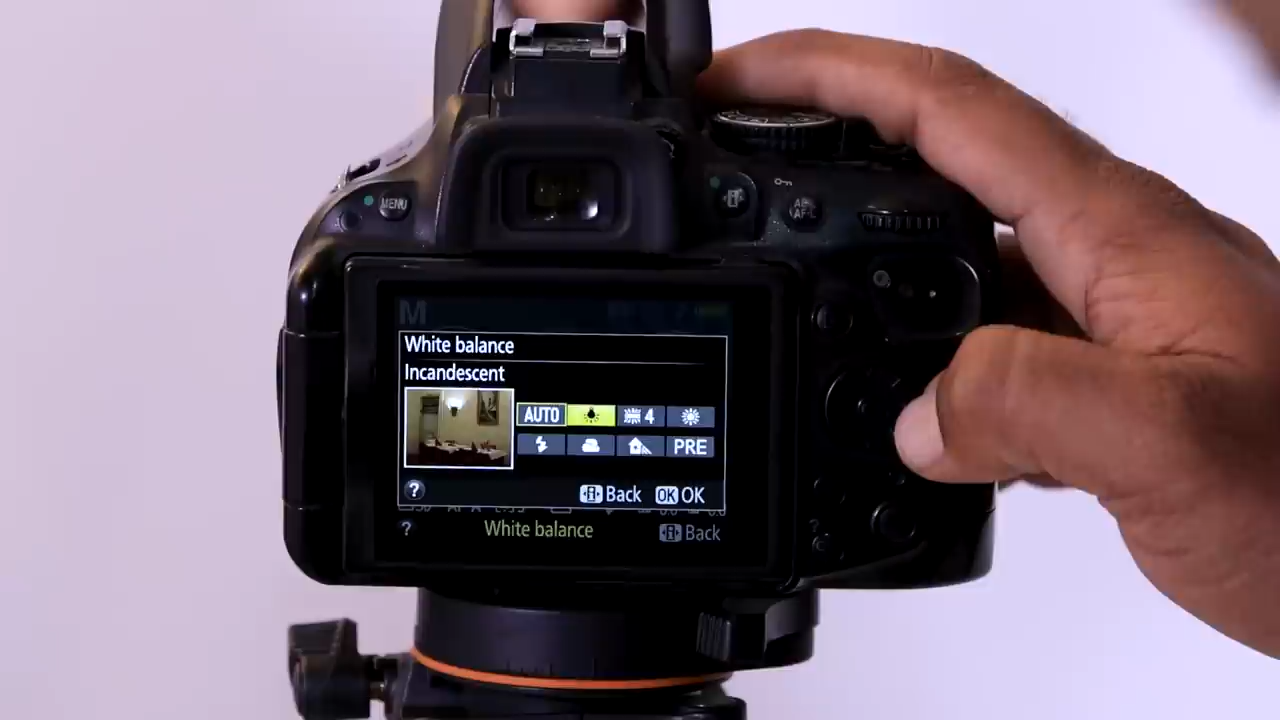 MENU
AE-L
AF-L
M
White balance
Incandescent
AUTO
4
PRE
? Back OK OK
? White balance Back